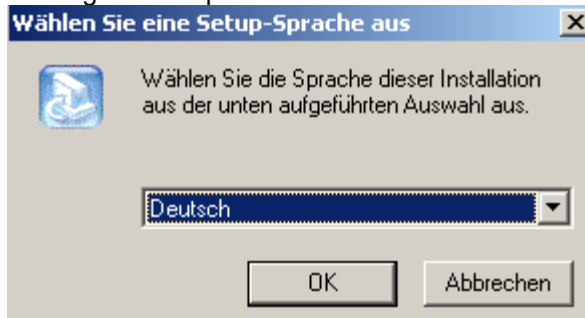 Wählen Sie eine Setup-Sprache aus
Wählen Sie die Sprache dieser Installation
aus der unten aufgeführten Auswahl aus.
Deutsch
OK
Abbrechen